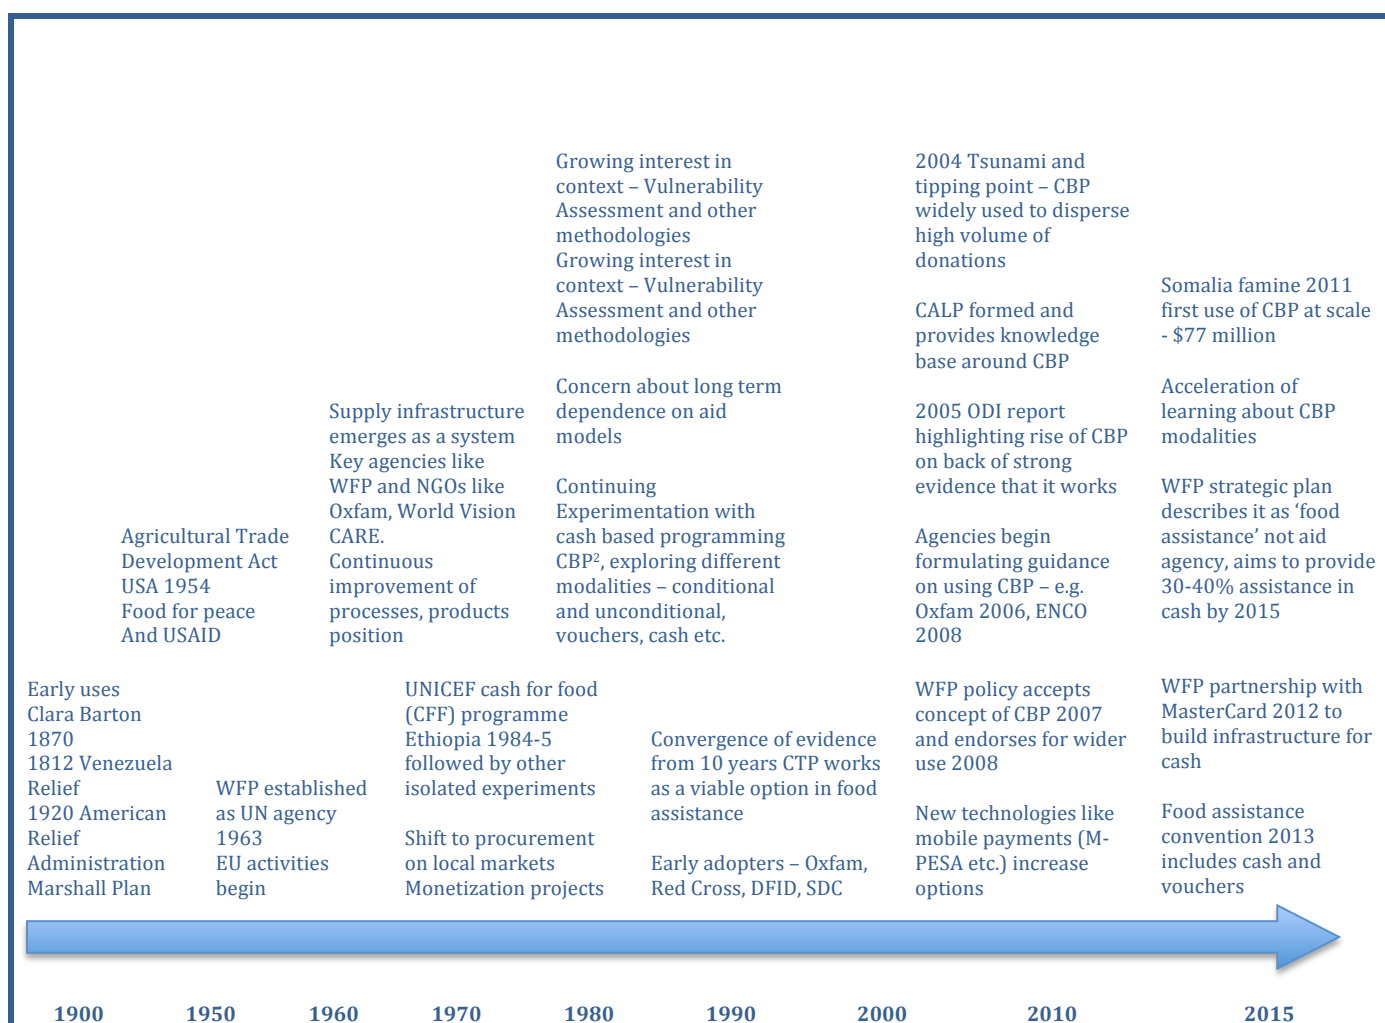 Growing interest in
context – Vulnerability
Assessment and other
methodologies
Growing interest in
context – Vulnerability
Assessment and other
methodologies
Concern about long term
dependence on aid
models
Continuing
Experimentation with
cash based programming
CBP², exploring different
modalities – conditional
and unconditional,
vouchers, cash etc.
2004 Tsunami and
tipping point – CBP
widely used to disperse
high volume of
donations
CALP formed and
provides knowledge
base around CBP
2005 ODI report
highlighting rise of CBP
on back of strong
evidence that it works
Agencies begin
formulating guidance
on using CBP – e.g.
Oxfam 2006, ENCO
2008
Somalia famine 2011
first use of CBP at scale
- $77 million
Acceleration of
learning about CBP
modalities
WFP strategic plan
describes it as ‘food
assistance’ not aid
agency, aims to provide
30-40% assistance in
cash by 2015
Supply infrastructure
emerges as a system
Key agencies like
WFP and NGOs like
Oxfam, World Vision
CARE.
Continuous
improvement of
processes, products
position
Agricultural Trade
Development Act
USA 1954
Food for peace
And USAID
Early uses
Clara Barton
1870
1812 Venezuela
Relief
1920 American
Relief
Administration
Marshall Plan
WFP established
as UN agency
1963
EU activities
begin
UNICEF cash for food
(CFF) programme
Ethiopia 1984-5
followed by other
isolated experiments
Shift to procurement
on local markets
Monetization projects
Convergence of evidence
from 10 years CTP works
as a viable option in food
assistance
Early adopters – Oxfam,
Red Cross, DFID, SDC
WFP policy accepts
concept of CBP 2007
and endorses for wider
use 2008
New technologies like
mobile payments (M-
PESA etc.) increase
options
WFP partnership with
MasterCard 2012 to
build infrastructure for
cash
Food assistance
convention 2013
includes cash and
vouchers
1900 1950 1960 1970 1980 1990 2000 2010 2015